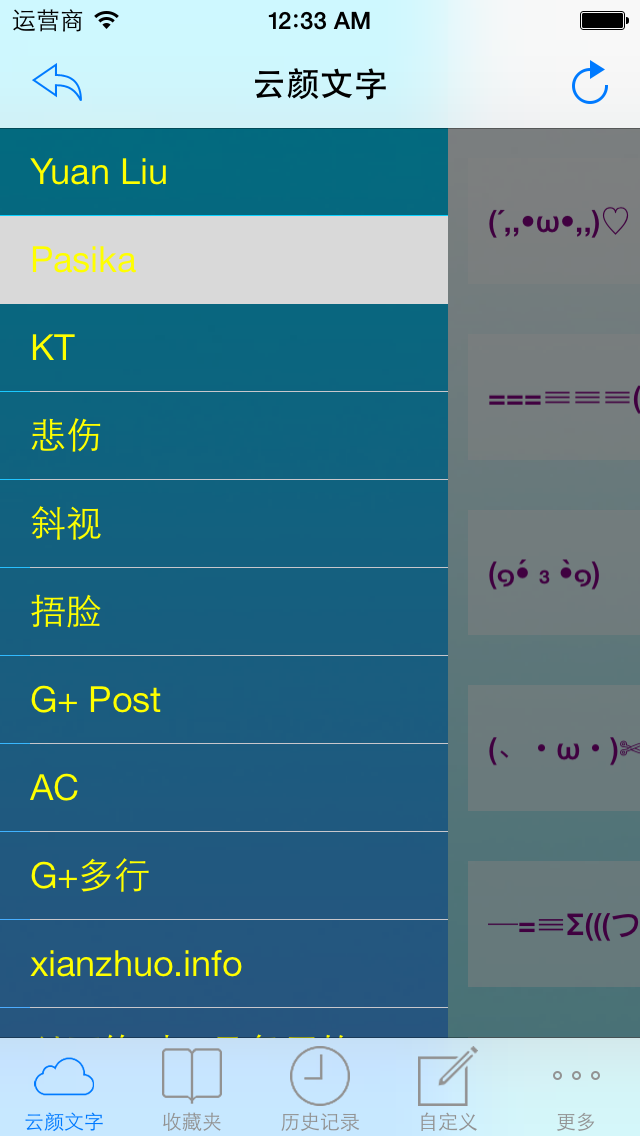 运营商 12:33 AM
云颜文字
Yuan Liu
Pasika
KT
悲伤
斜视
捂脸
G+ Post
AC
G+多行
xianzhuo.info
(´,,•ω•,,)♡
===≡≡≡(
(๑•́ ₃ •̀๑)
(、・ω・)✄
─=≡Σ(((つ
云颜文字
收藏夹
历史记录
自定义
更多